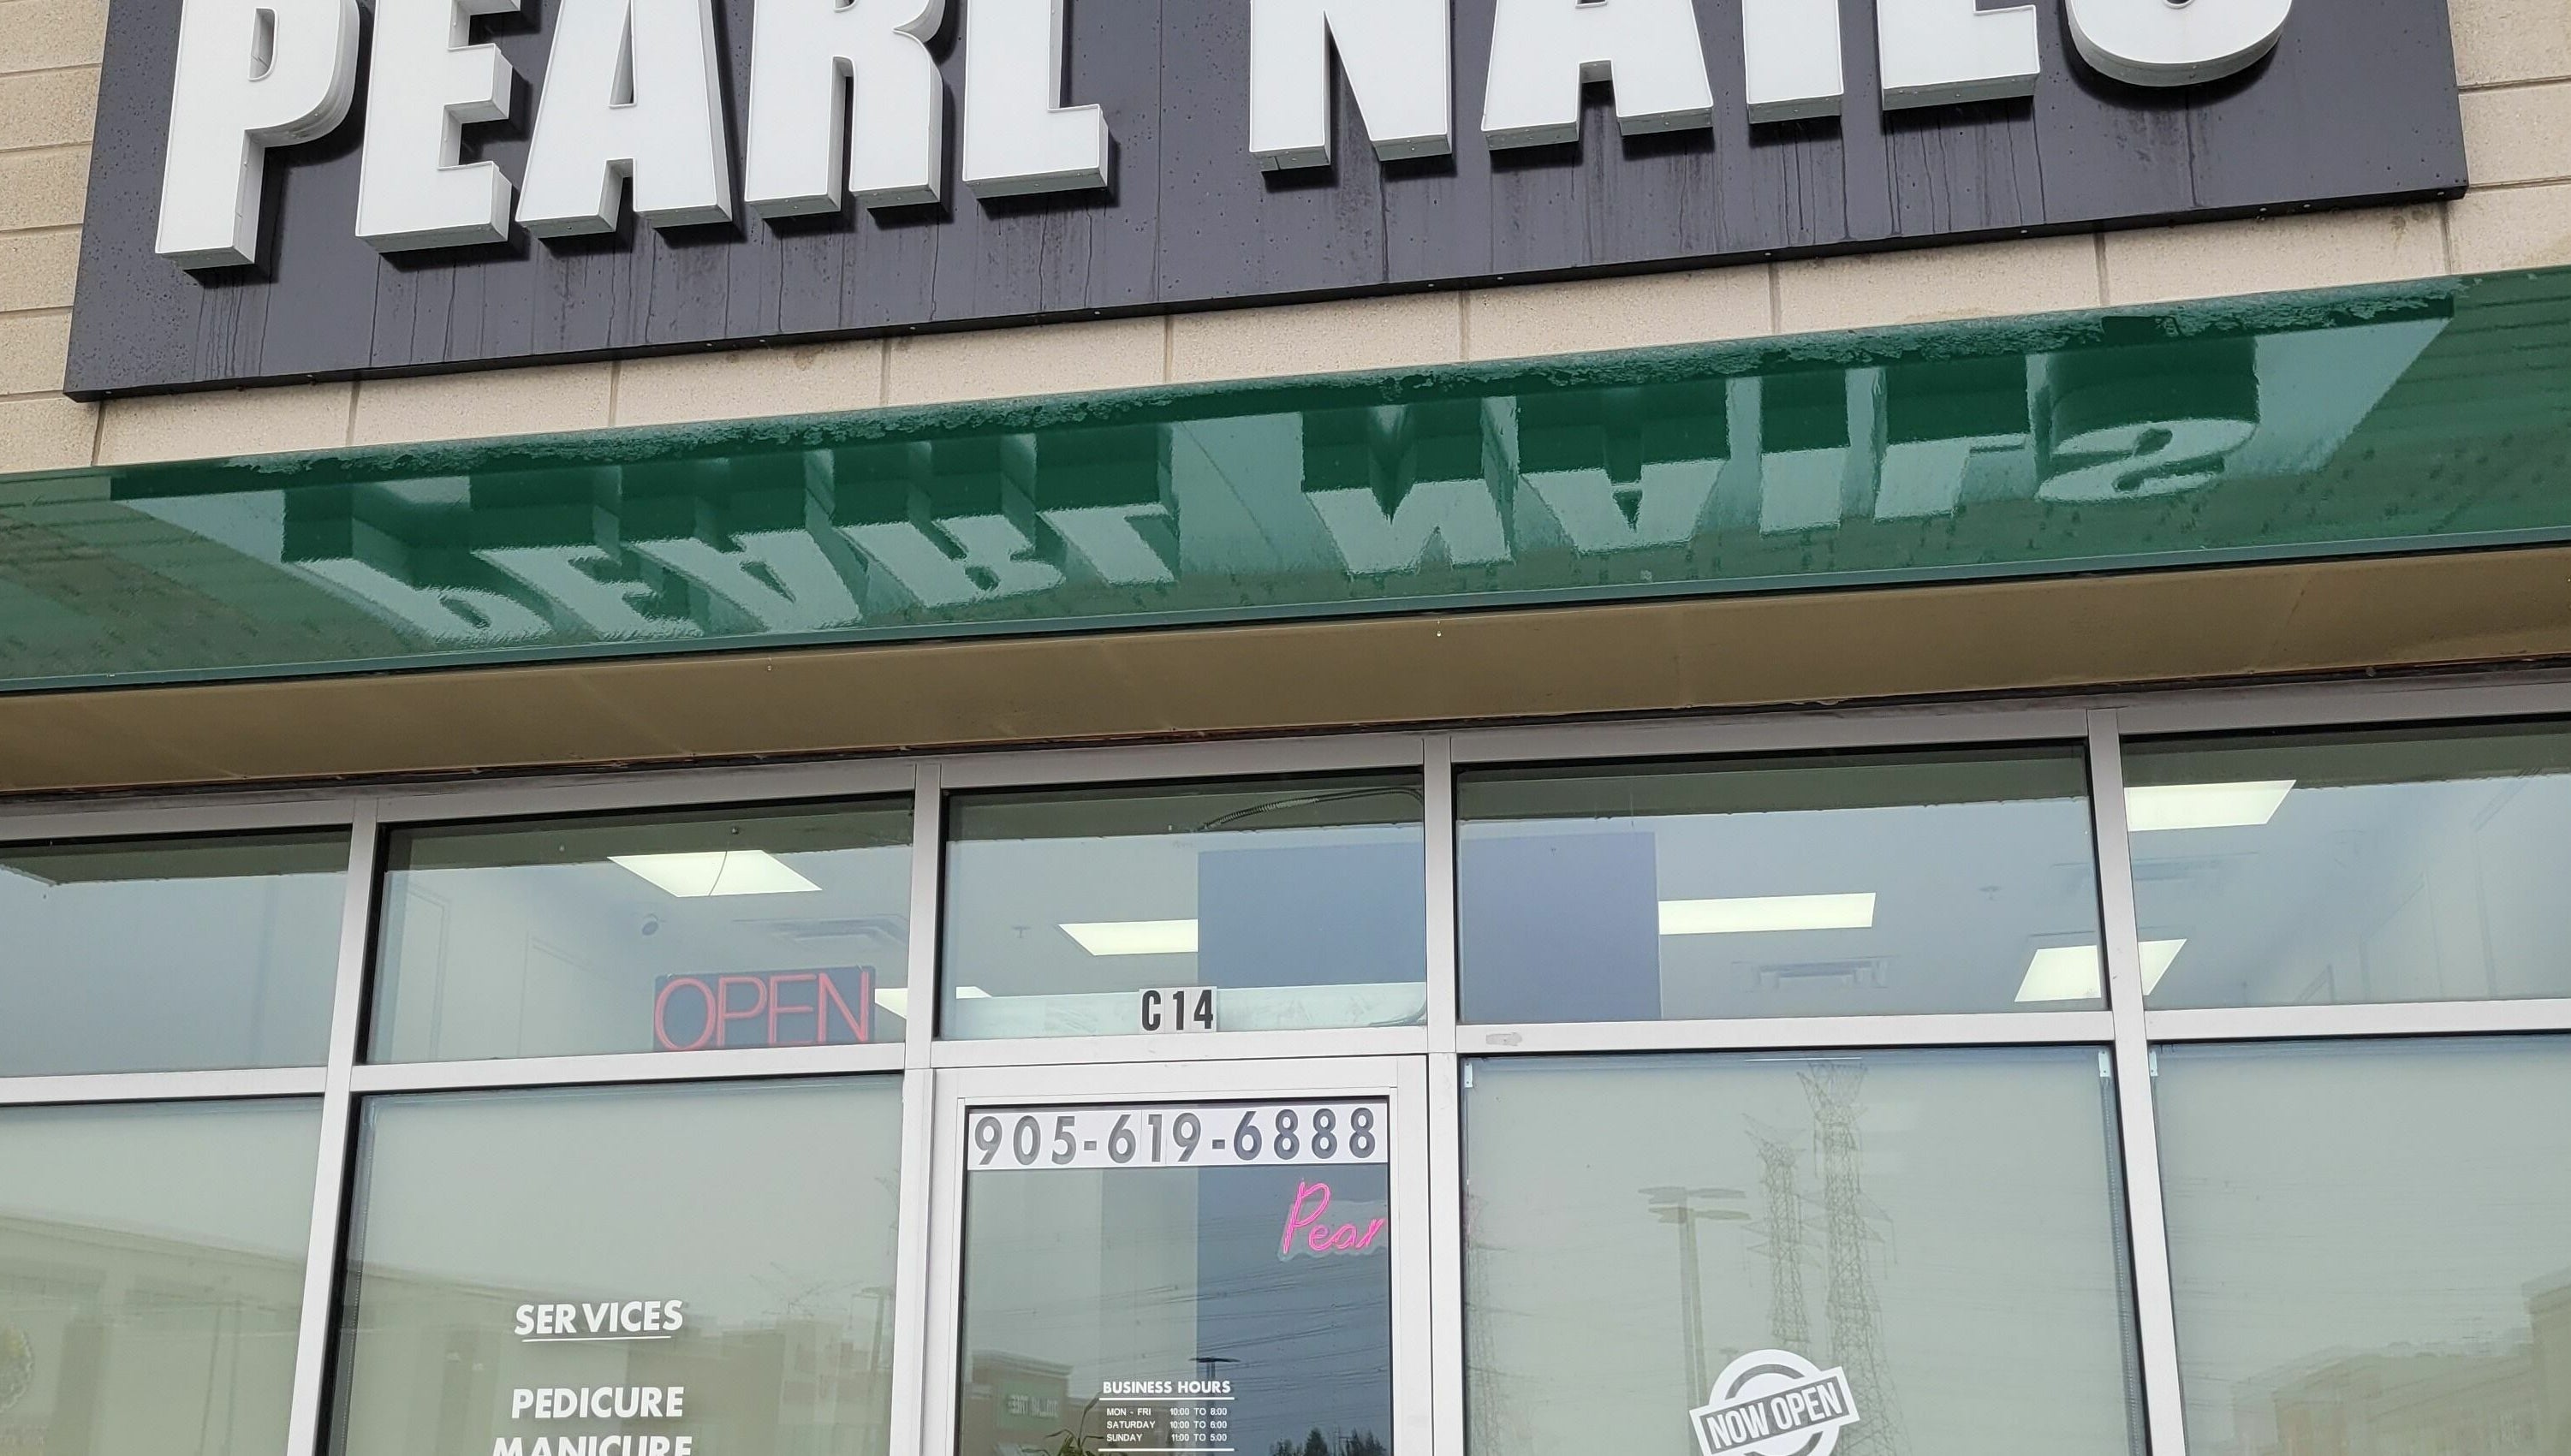 PEARL NAILS
OPEN
C14
905-619-6888
Pear
SERVICES
PEDICURE
MANICURE
BUSINESS HOURS
MON - FRI 10:00 TO 8:00
SATURDAY 10:00 TO 6:00
SUNDAY 11:00 TO 5:00
NOW OPEN